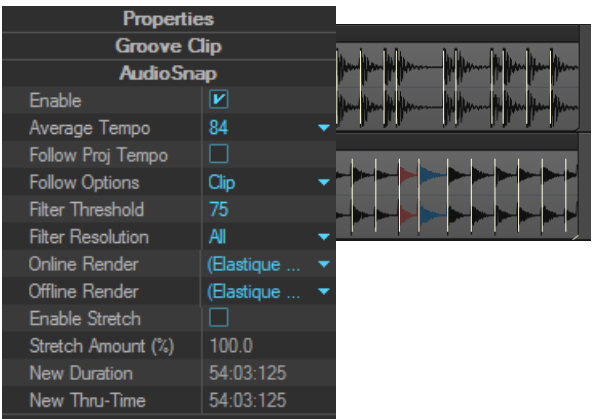 Properties
Groove Clip
AudioSnap
Enable
Average Tempo 84
Follow Proj Tempo
Follow Options Clip
Filter Threshold 75
Filter Resolution All
Online Render (Elastique ...
Offline Render (Elastique ...
Enable Stretch
Stretch Amount (%) 100.0
New Duration 54:03:125
New Thru-Time 54:03:125